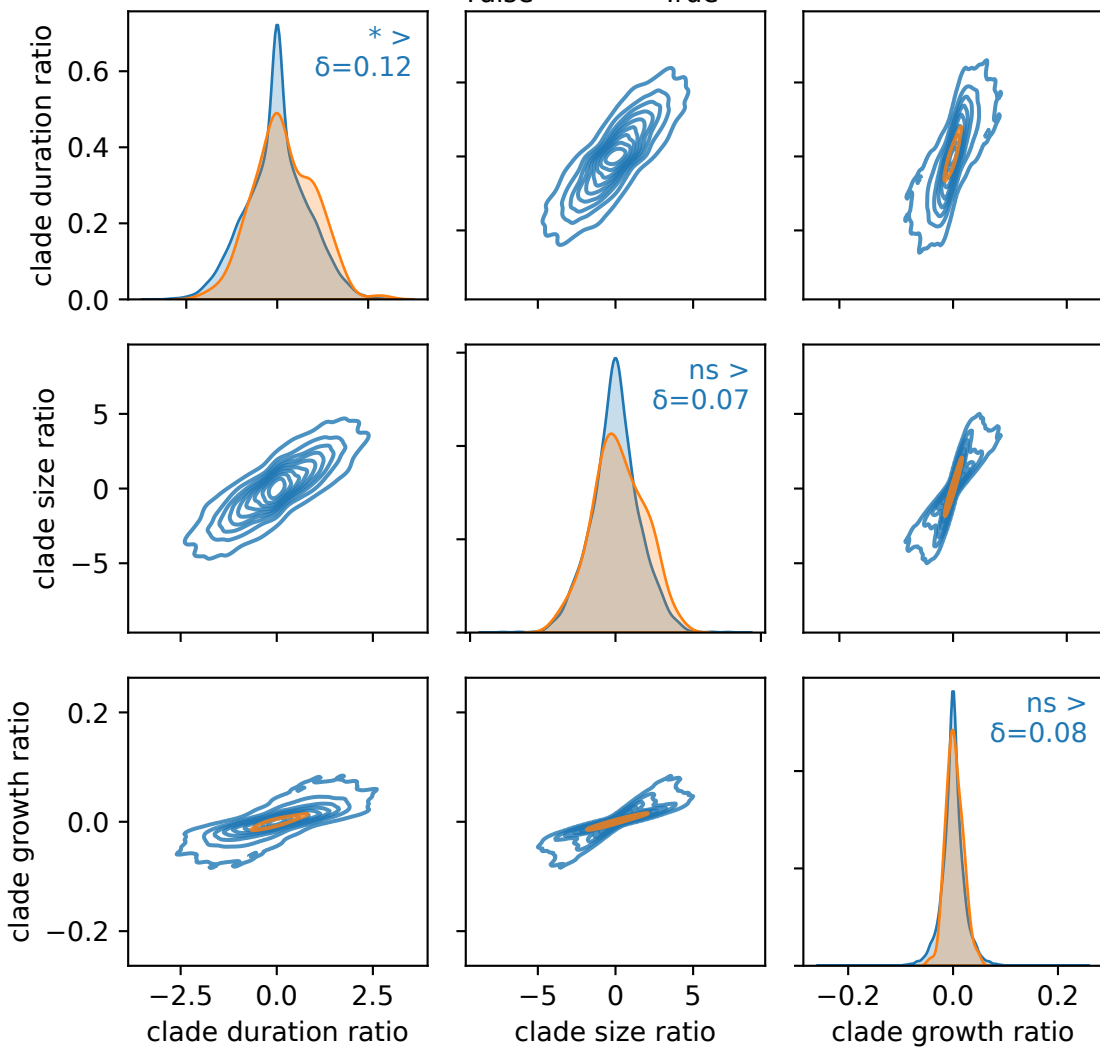 clade duration ratio
0.6
0.4
0.2
0.0
* >
δ=0.12
clade size ratio
5
0
−5
ns >
δ=0.07
clade growth ratio
0.2
0.0
−0.2
ns >
δ=0.08
−2.5 0.0 2.5
−5 0 5
−0.2 0.0 0.2
clade duration ratio
clade size ratio
clade growth ratio